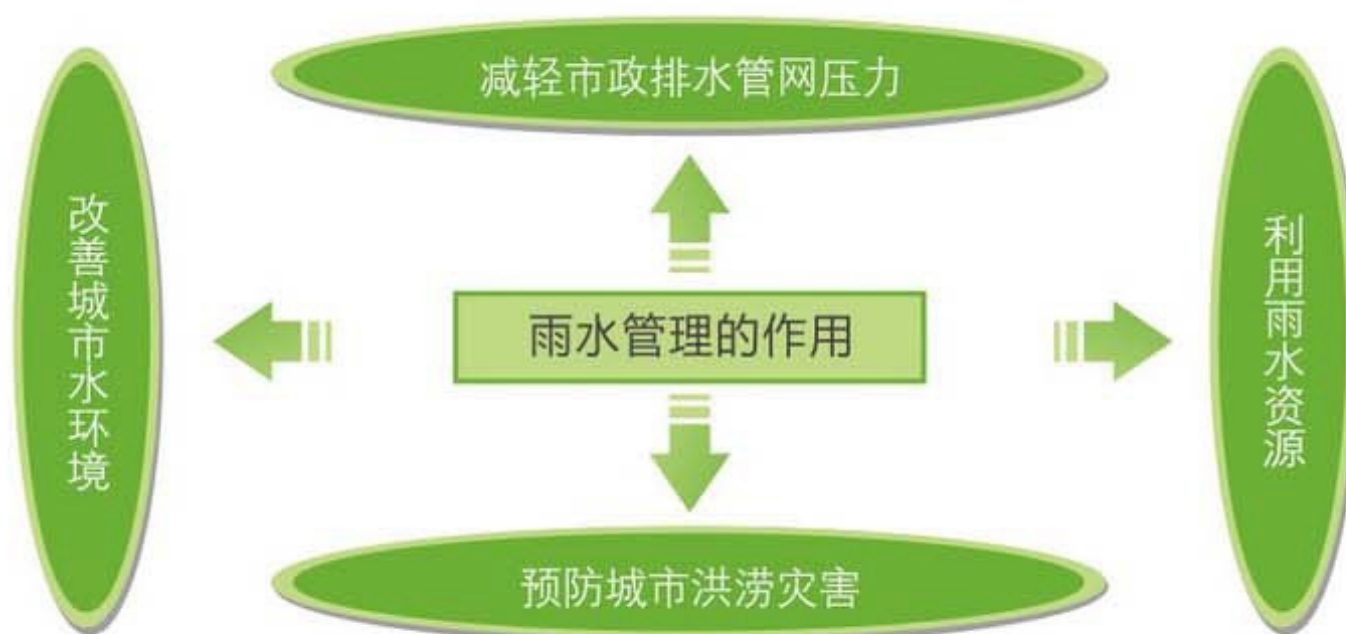 减轻市政排水管网压力
改善城市水环境
雨水管理的作用
利用雨水资源
预防城市洪涝灾害